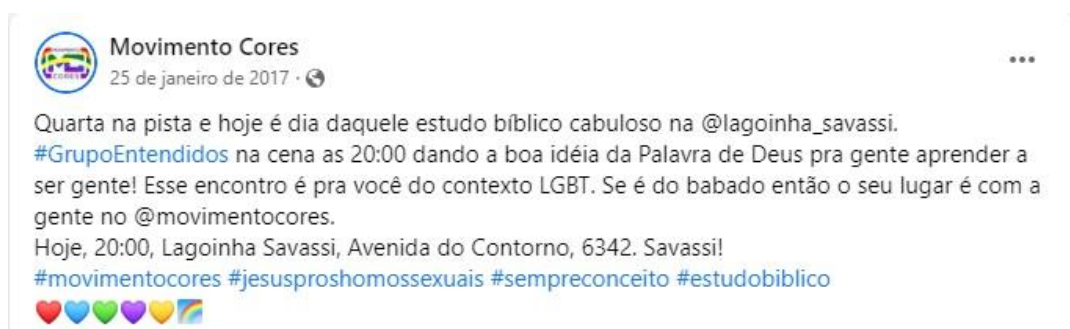 Movimento Cores
25 de janeiro de 2017 ·
Quarta na pista e hoje é dia daquele estudo bíblico cabuloso na @lagoinha_savassi.
#GrupoEntendidos na cena as 20:00 dando a boa idéia da Palavra de Deus pra gente aprender a
ser gente! Esse encontro é pra você do contexto LGBT. Se é do babado então o seu lugar é com a
gente no @movimentocores.
Hoje, 20:00, Lagoinha Savassi, Avenida do Contorno, 6342. Savassi!
#movimentocores #jesusproshomossexuais #sempreconceito #estudobiblico